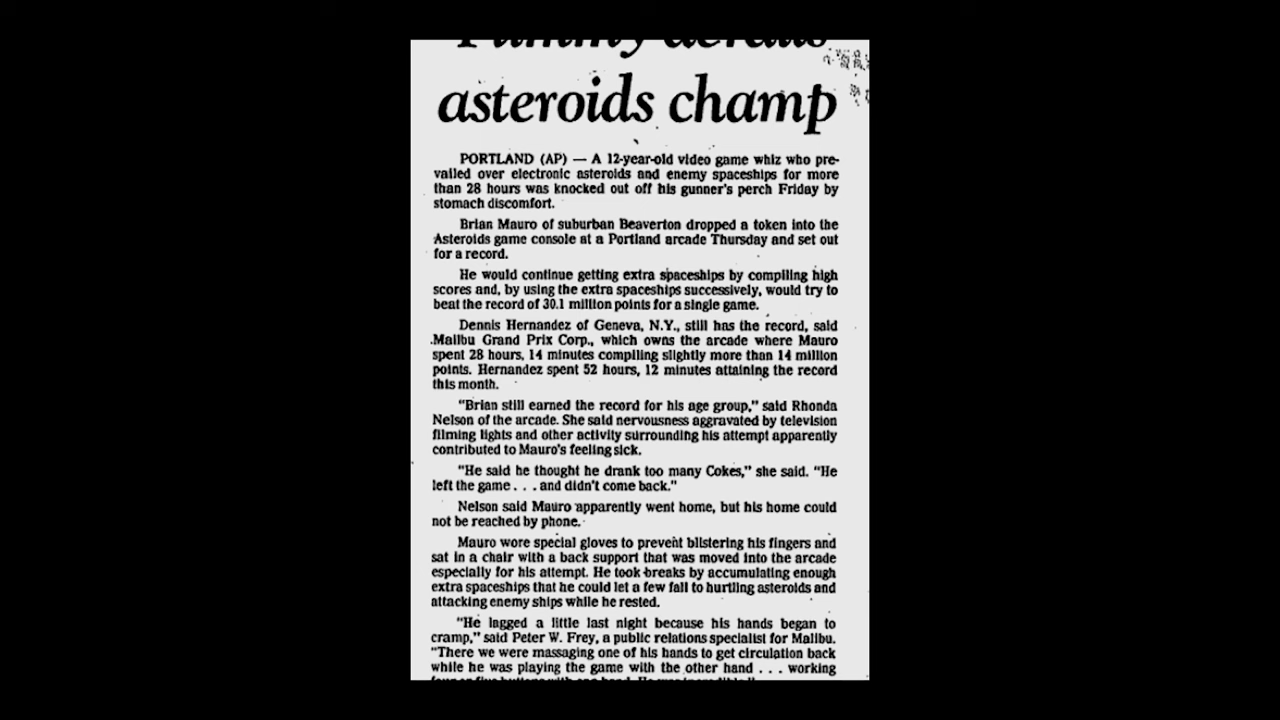 asteroids champ
PORTLAND (AP) — A 12-year-old video game whiz who pre-
vailed over electronic asteroids and enemy spaceships for more
than 28 hours was knocked out off his gunner's perch Friday by
stomach discomfort.
Brian Mauro of suburban Beaverton dropped a token into the
Asteroids game console at a Portland arcade Thursday and set out
for a record.
He would continue getting extra spaceships by compiling high
scores and, by using the extra spaceships successively, would try to
beat the record of 30.1 million points for a single game.
Dennis Hernandez of Geneva, N.Y., still has the record, said
Malibu Grand Prix Corp., which owns the arcade where Mauro
spent 28 hours, 14 minutes compiling slightly more than 14 million
points. Hernandez spent 52 hours, 12 minutes attaining the record
this month.
"Brian still earned the record for his age group," said Rhonda
Nelson of the arcade. She said nervousness aggravated by television
filming lights and other activity surrounding his attempt apparently
contributed to Mauro's feeling sick.
"He said he thought he drank too many Cokes," she said. "He
left the game . . . and didn't come back."
Nelson said Mauro apparently went home, but his home could
not be reached by phone.
Mauro wore special gloves to prevent blistering his fingers and
sat in a chair with a back support that was moved into the arcade
especially for his attempt. He took breaks by accumulating enough
extra spaceships that he could let a few fall to hurtling asteroids and
attacking enemy ships while he rested.
"He lagged a little last night because his hands began to
cramp," said Peter W. Frey, a public relations specialist for Malibu.
"There we were massaging one of his hands to get circulation back
while he was playing the game with the other hand . . . working